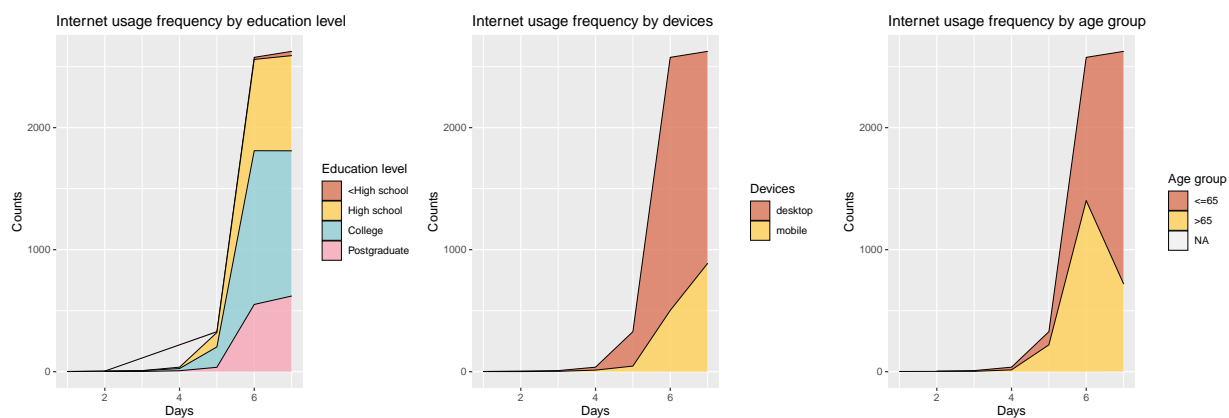 Internet usage frequency by education level
Counts
2000
1000
0
2
4
6
Days
Education level
<High school
High school
College
Postgraduate
Internet usage frequency by devices
Counts
2000
1000
0
2
4
6
Days
Devices
desktop
mobile
Internet usage frequency by age group
Counts
2000
1000
0
2
4
6
Days
Age group
<=65
>65
NA